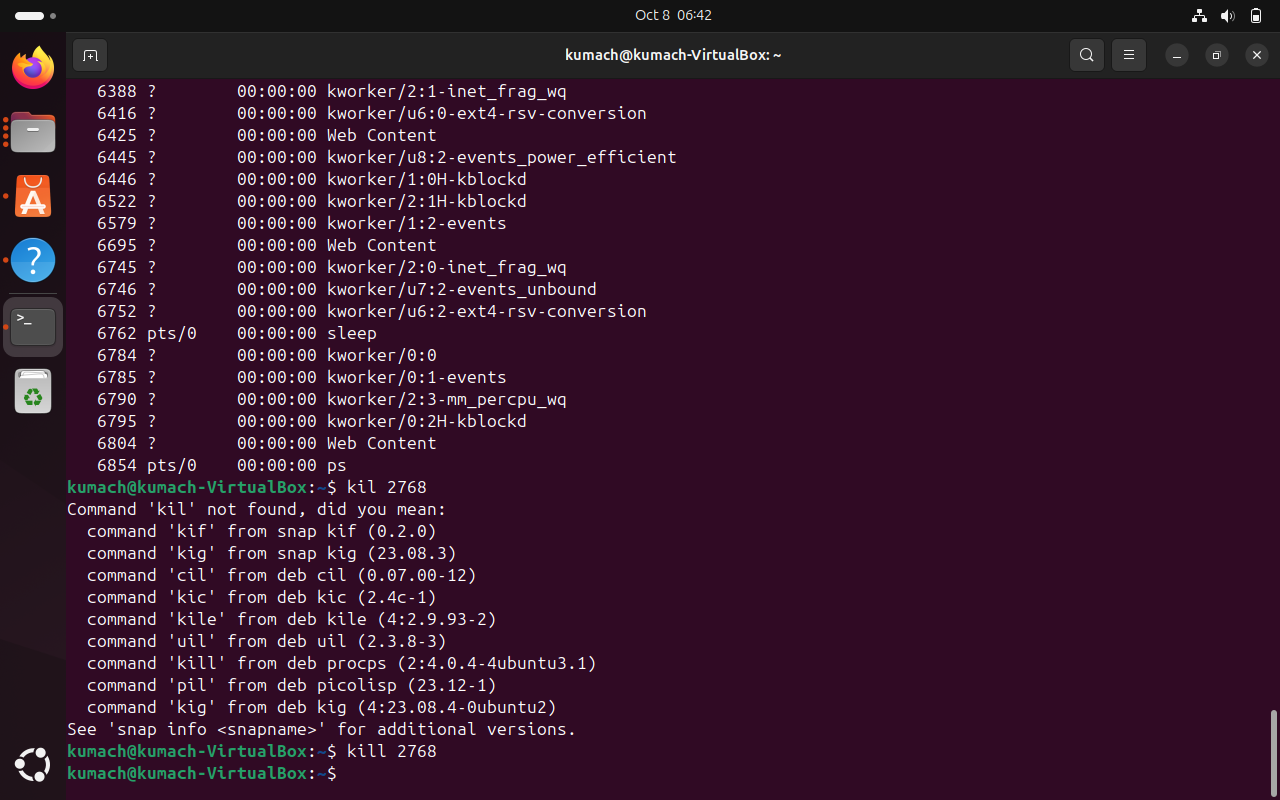 Oct 8 06:42
kumach@kumach-VirtualBox: ~
6388 ? 00:00:00 kworker/2:1-inet_frag_wq
6416 ? 00:00:00 kworker/u6:0-ext4-rsv-conversion
6425 ? 00:00:00 Web Content
6445 ? 00:00:00 kworker/u8:2-events_power_efficient
6446 ? 00:00:00 kworker/1:0H-kblockd
6522 ? 00:00:00 kworker/2:1H-kblockd
6579 ? 00:00:00 kworker/1:2-events
6695 ? 00:00:00 Web Content
6745 ? 00:00:00 kworker/2:0-inet_frag_wq
6746 ? 00:00:00 kworker/u7:2-events_unbound
6752 ? 00:00:00 kworker/u6:2-ext4-rsv-conversion
6762 pts/0 00:00:00 sleep
6784 ? 00:00:00 kworker/0:0
6785 ? 00:00:00 kworker/0:1-events
6790 ? 00:00:00 kworker/2:3-mm_percpu_wq
6795 ? 00:00:00 kworker/0:2H-kblockd
6804 ? 00:00:00 Web Content
6854 pts/0 00:00:00 ps
kumach@kumach-VirtualBox:~$ kil 2768
Command 'kil' not found, did you mean:
command 'kif' from snap kif (0.2.0)
command 'kig' from snap kig (23.08.3)
command 'cil' from deb cil (0.07.00-12)
command 'kic' from deb kic (2.4c-1)
command 'kile' from deb kile (4:2.9.93-2)
command 'uil' from deb uil (2.3.8-3)
command 'kill' from deb procps (2:4.0.4-4ubuntu3.1)
command 'pil' from deb picolisp (23.12-1)
command 'kig' from deb kig (4:23.08.4-0ubuntu2)
See 'snap info <snapname>' for additional versions.
kumach@kumach-VirtualBox:~$ kill 2768
kumach@kumach-VirtualBox:~$